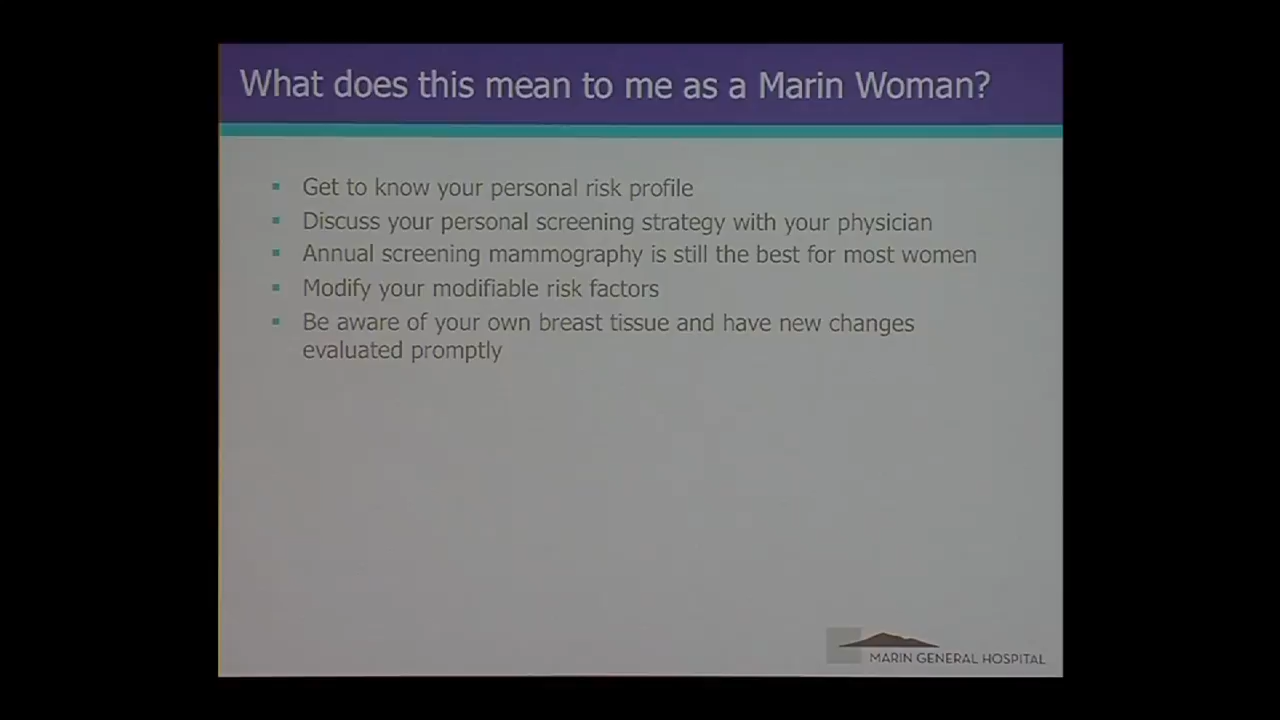 What does this mean to me as a Marin Woman?
▪ Get to know your personal risk profile
▪ Discuss your personal screening strategy with your physician
▪ Annual screening mammography is still the best for most women
▪ Modify your modifiable risk factors
▪ Be aware of your own breast tissue and have new changes
evaluated promptly
MARIN GENERAL HOSPITAL